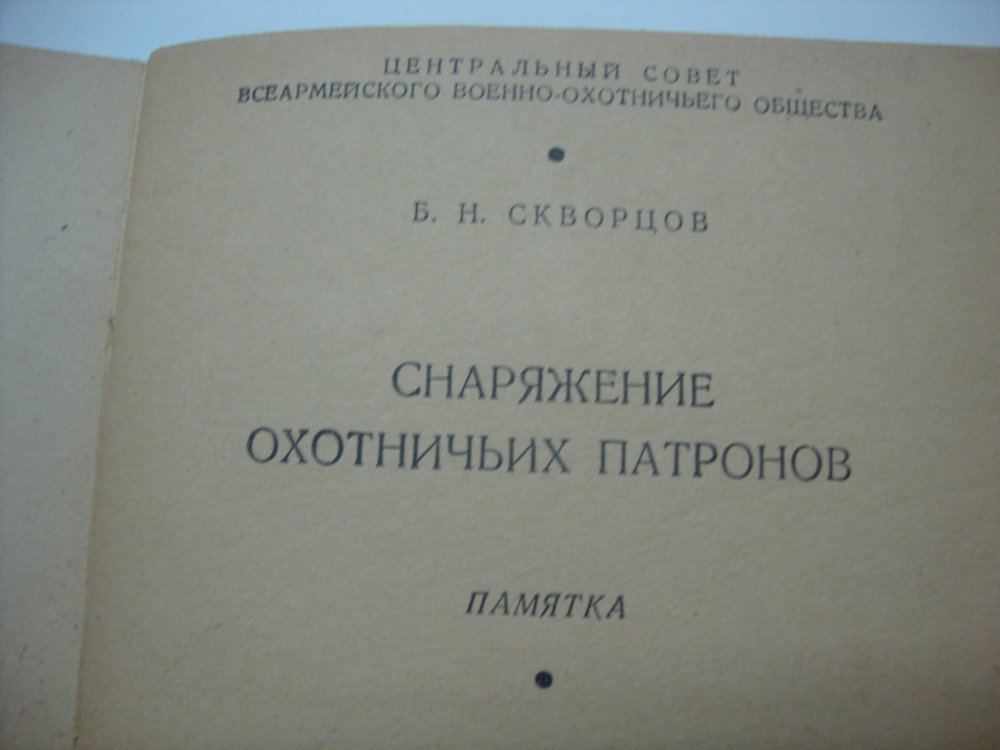 ЦЕНТРАЛЬНЫЙ СОВЕТ
ВСЕАРМЕЙСКОГО ВОЕННО-ОХОТНИЧЬЕГО ОБЩЕСТВА
Б. Н. СКВОРЦОВ
СНАРЯЖЕНИЕ
ОХОТНИЧЬИХ ПАТРОНОВ
ПАМЯТКА